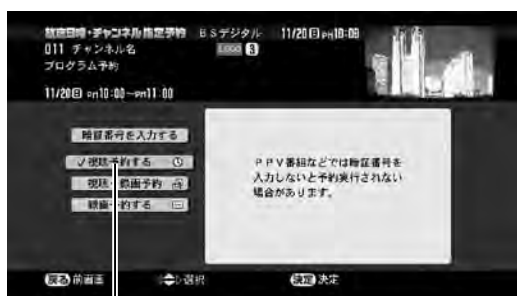 放送日時・チャンネル指定予約 BSデジタル 11/20 日 pm10:09
011 チャンネル名 LOGO 3
プログラム予約
11/20 日 pm10:00～pm11:00
暗証番号を入力する
✓視聴予約する
視聴・録画予約
録画予約する
PPV番組などでは暗証番号を
入力しないと予約実行されない
場合があります。
戻る 前画面 選択 決定 決定